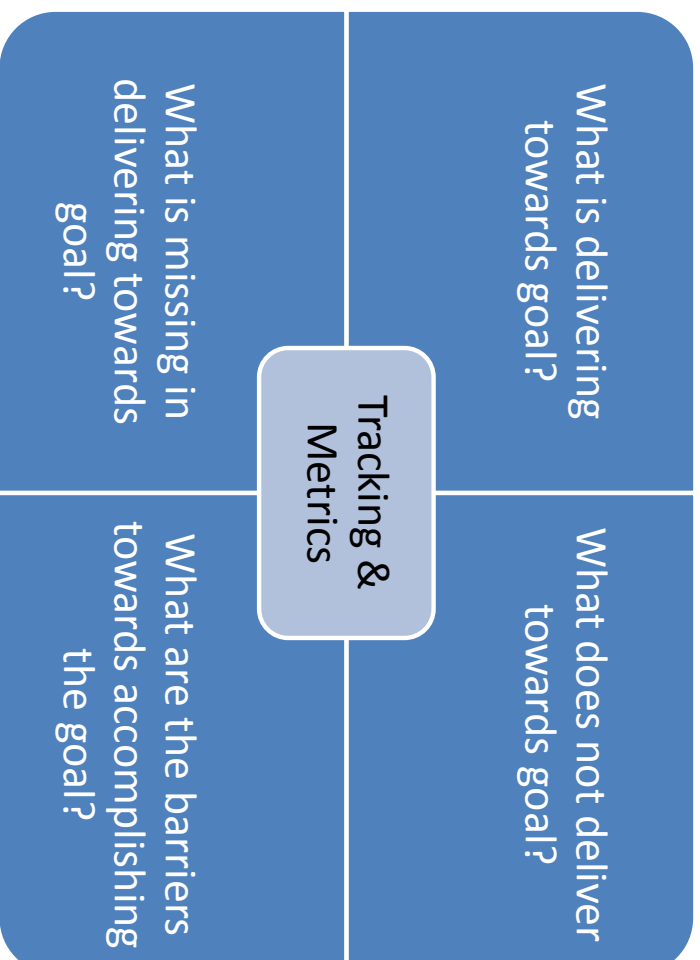 What is delivering
towards goal?
What does not deliver
towards goal?
Tracking &
Metrics
What is missing in
delivering towards
goal?
What are the barriers
towards accomplishing
the goal?